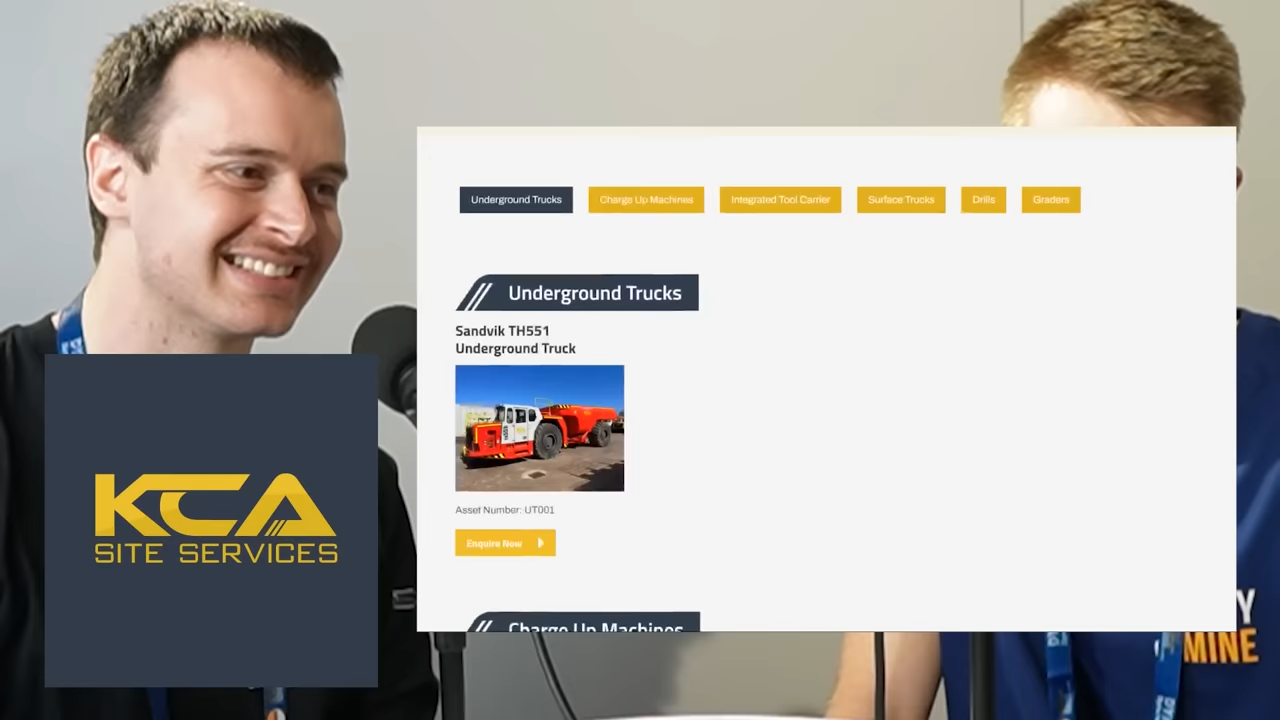 Underground Trucks
Charge Up Machines
Integrated Tool Carrier
Surface Trucks
Drills
Graders
Underground Trucks
Sandvik TH551
Underground Truck
Asset Number: UT001
Enquire Now
Charge Up Machines
KCA
SITE SERVICES
MINE